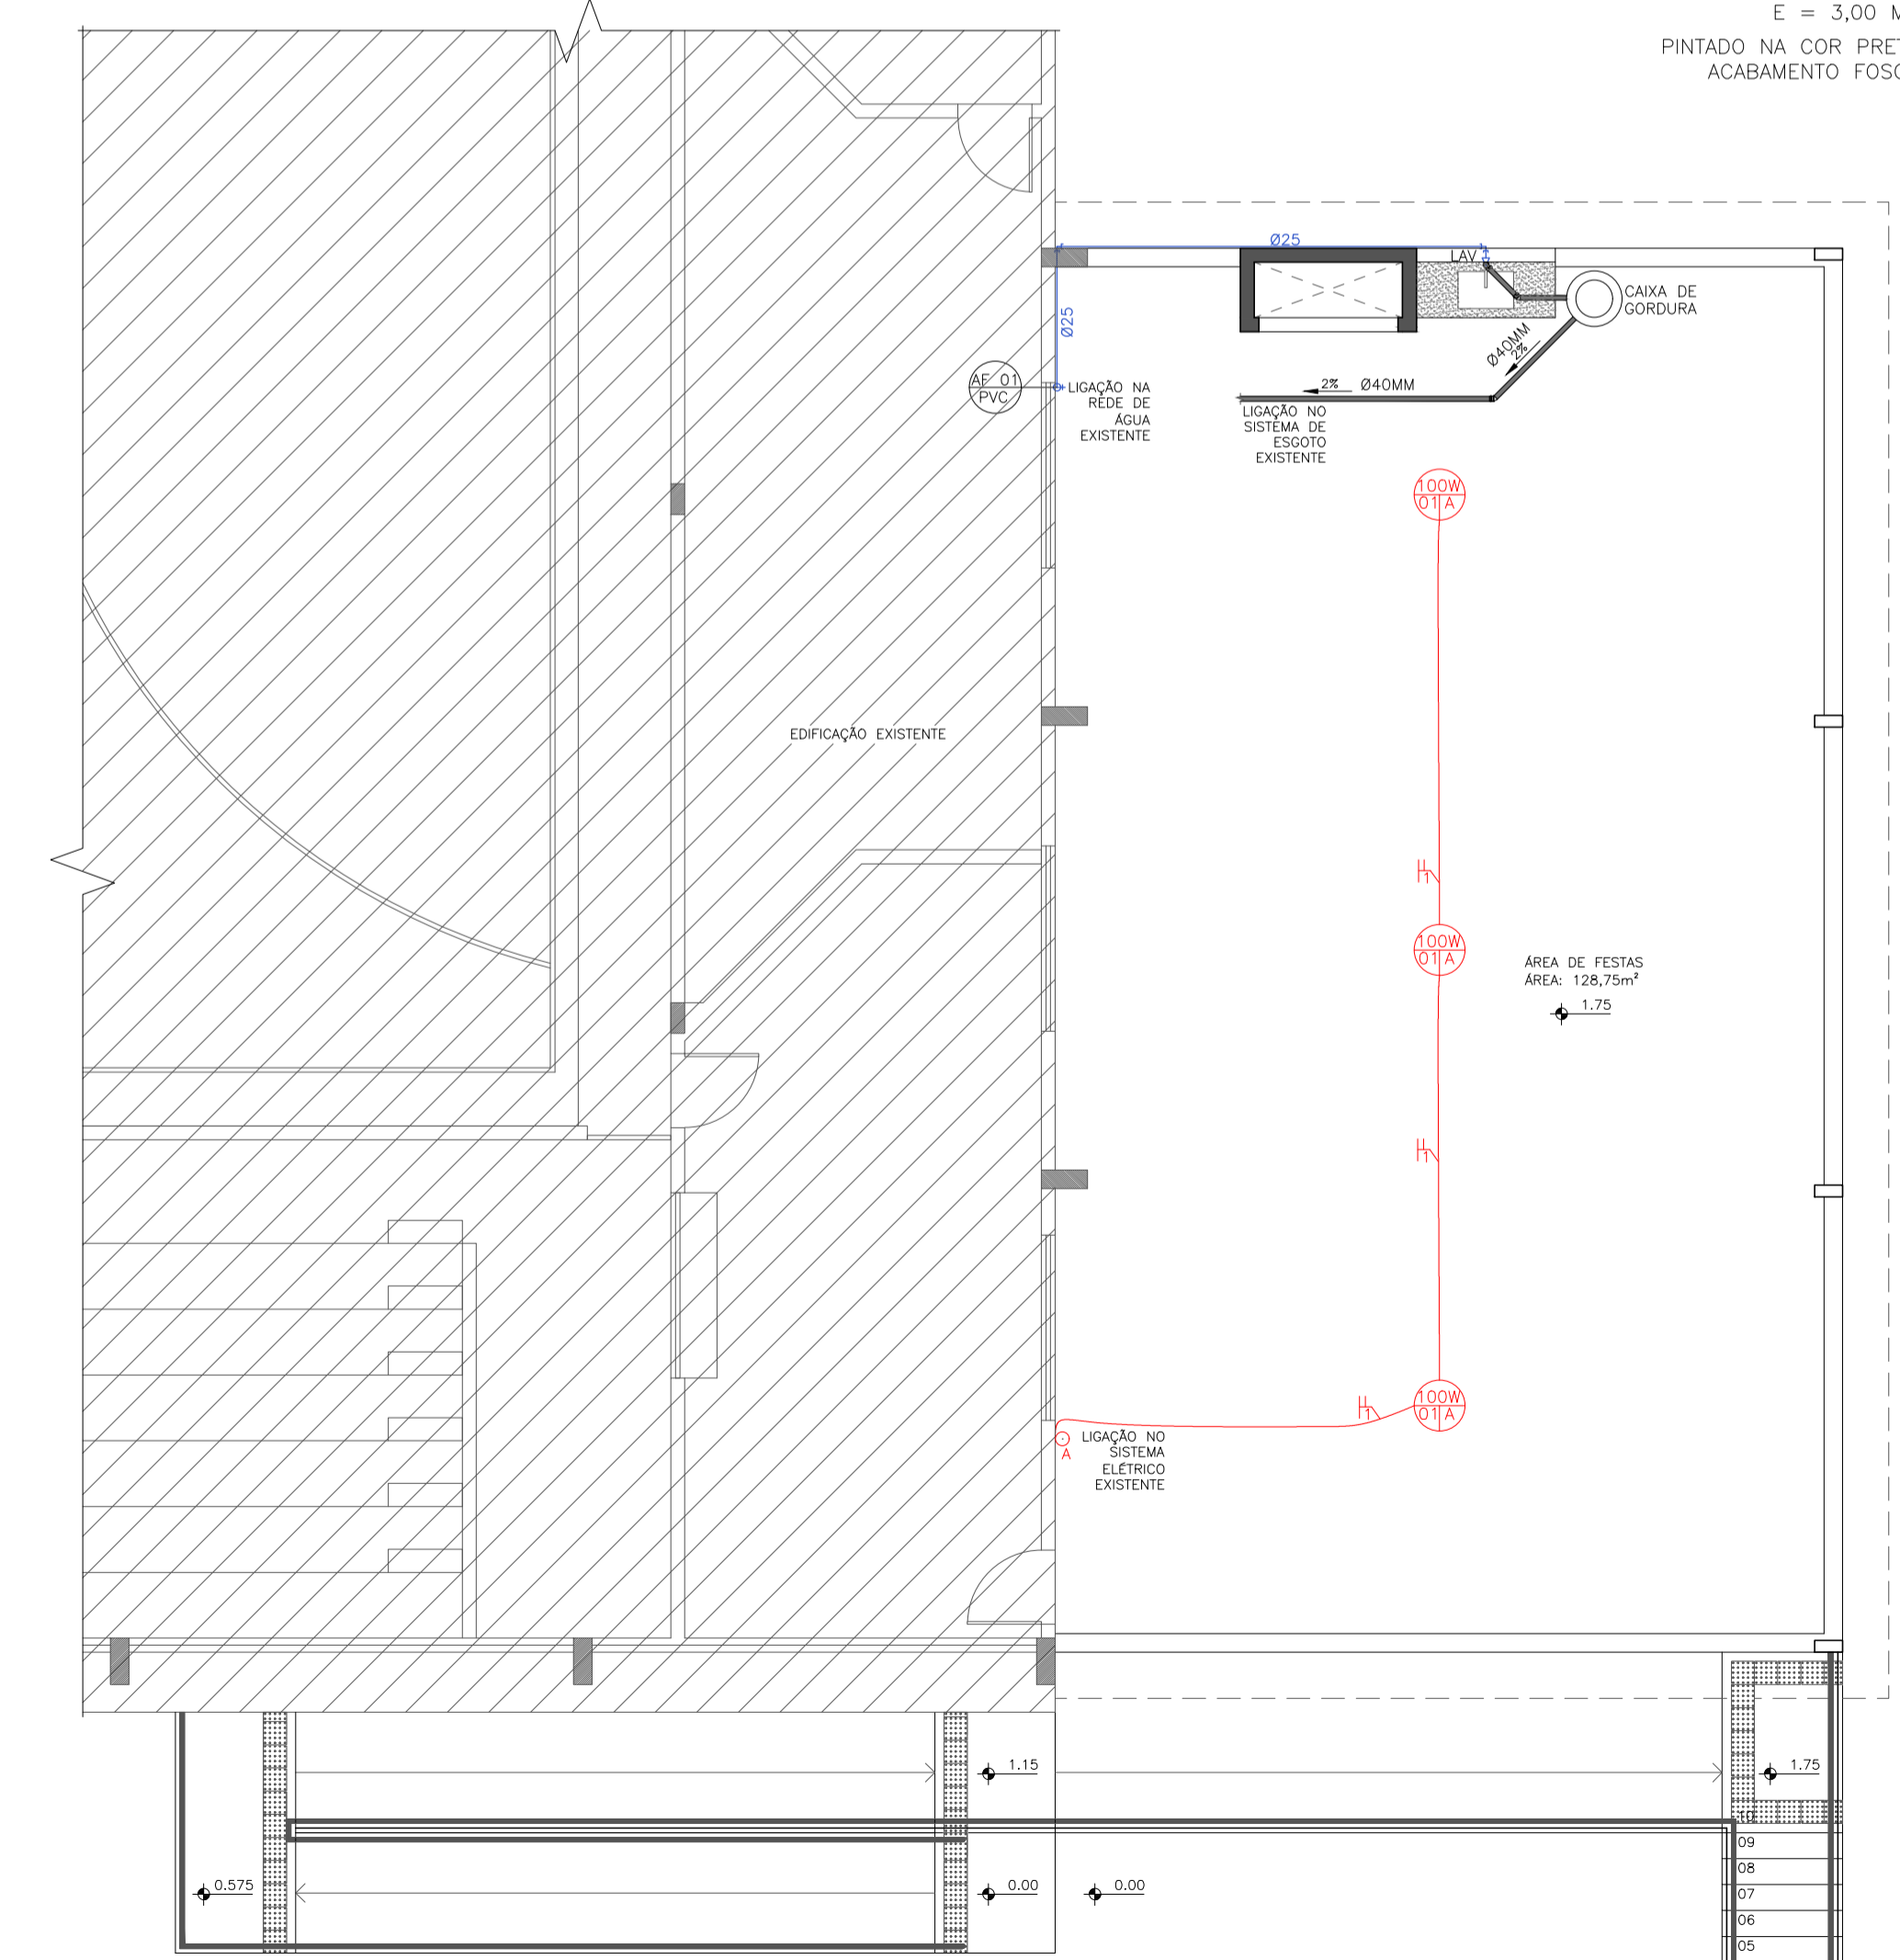 E = 3,00
PINTADO NA COR
ACABAMENTO
Ø25
LAV
CAIXA DE
GORDURA
Ø25
Ø40MM
2%
AF 01
PVC
LIGAÇÃO NA
REDE DE
ÁGUA
EXISTENTE
2% Ø40MM
LIGAÇÃO NO
SISTEMA DE
ESGOTO
EXISTENTE
100W
01 A
EDIFICAÇÃO EXISTENTE
1
100W
01 A
ÁREA DE FESTAS
ÁREA: 128,75m²
1.75
1
100W
01 A
1
A
LIGAÇÃO NO
SISTEMA
ELÉTRICO
EXISTENTE
1.15
1.75
10
09
08
0.575
0.00
0.00
07
06
05